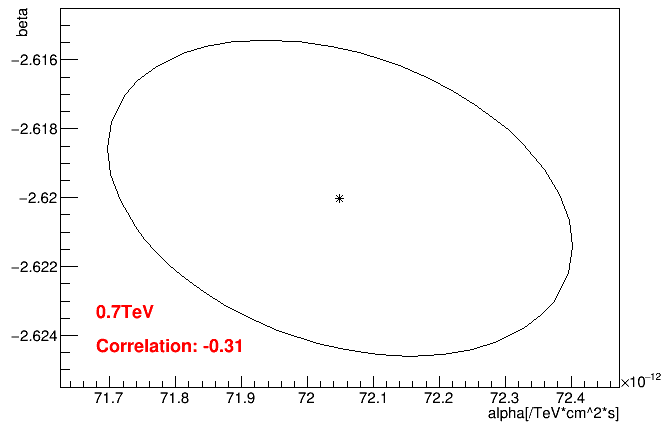 beta
−2.616
−2.618
−2.62
−2.622
−2.624
0.7TeV
Correlation: -0.31
71.7 71.8 71.9 72 72.1 72.2 72.3 72.4
×10−12
alpha[/TeV*cm^2*s]